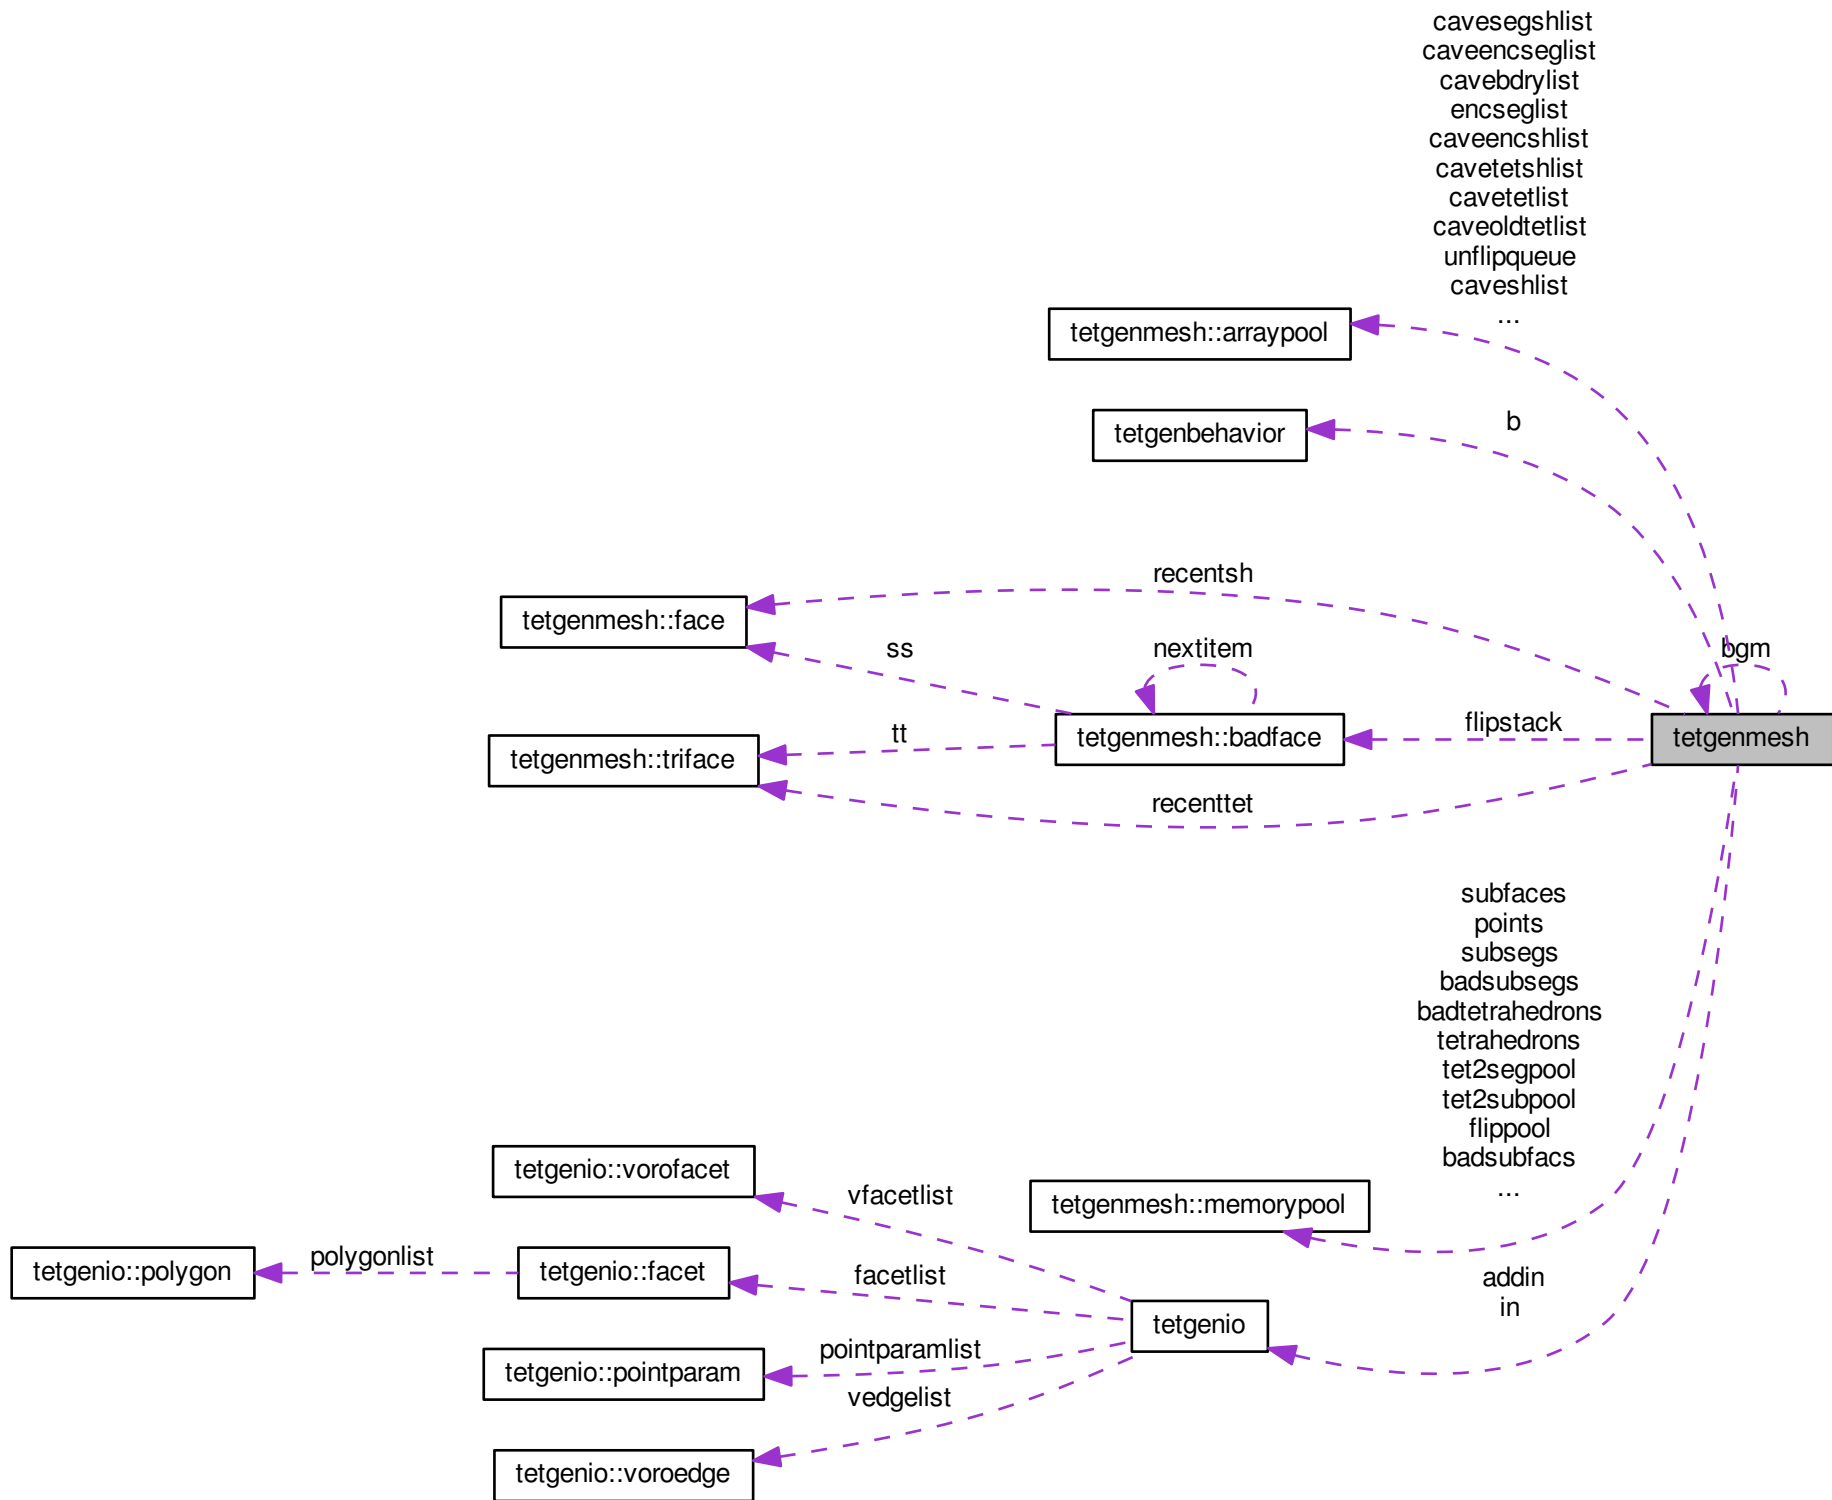 cavesegshlist
caveencseglist
cavebdrylist
encseglist
caveencshlist
cavetetshlist
cavetetlist
caveoldtetlist
unflipqueue
caveshlist
...
tetgenmesh::arraypool
b
tetgenbehavior
recentsh
tetgenmesh::face
ss
nextitem
bgm
flipstack
tt
tetgenmesh::badface
tetgenmesh
tetgenmesh::triface
recenttet
subfaces
points
subsegs
badsubsegs
badtetrahedrons
tetrahedrons
tet2segpool
tet2subpool
flippool
badsubfacs
...
tetgenio::vorofacet
vfacetlist
tetgenmesh::memorypool
polygonlist
tetgenio::polygon
tetgenio::facet
facetlist
addin
in
tetgenio
pointparamlist
tetgenio::pointparam
vedgelist
tetgenio::voroedge